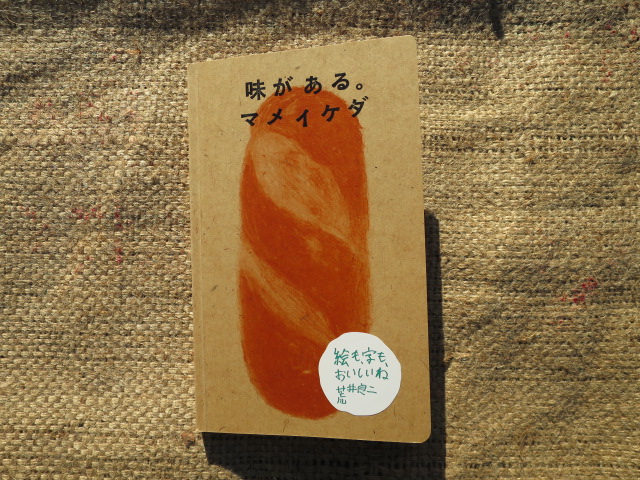 味がある。
マメイケダ
絵も、字も、
おいしいね
荒井良二